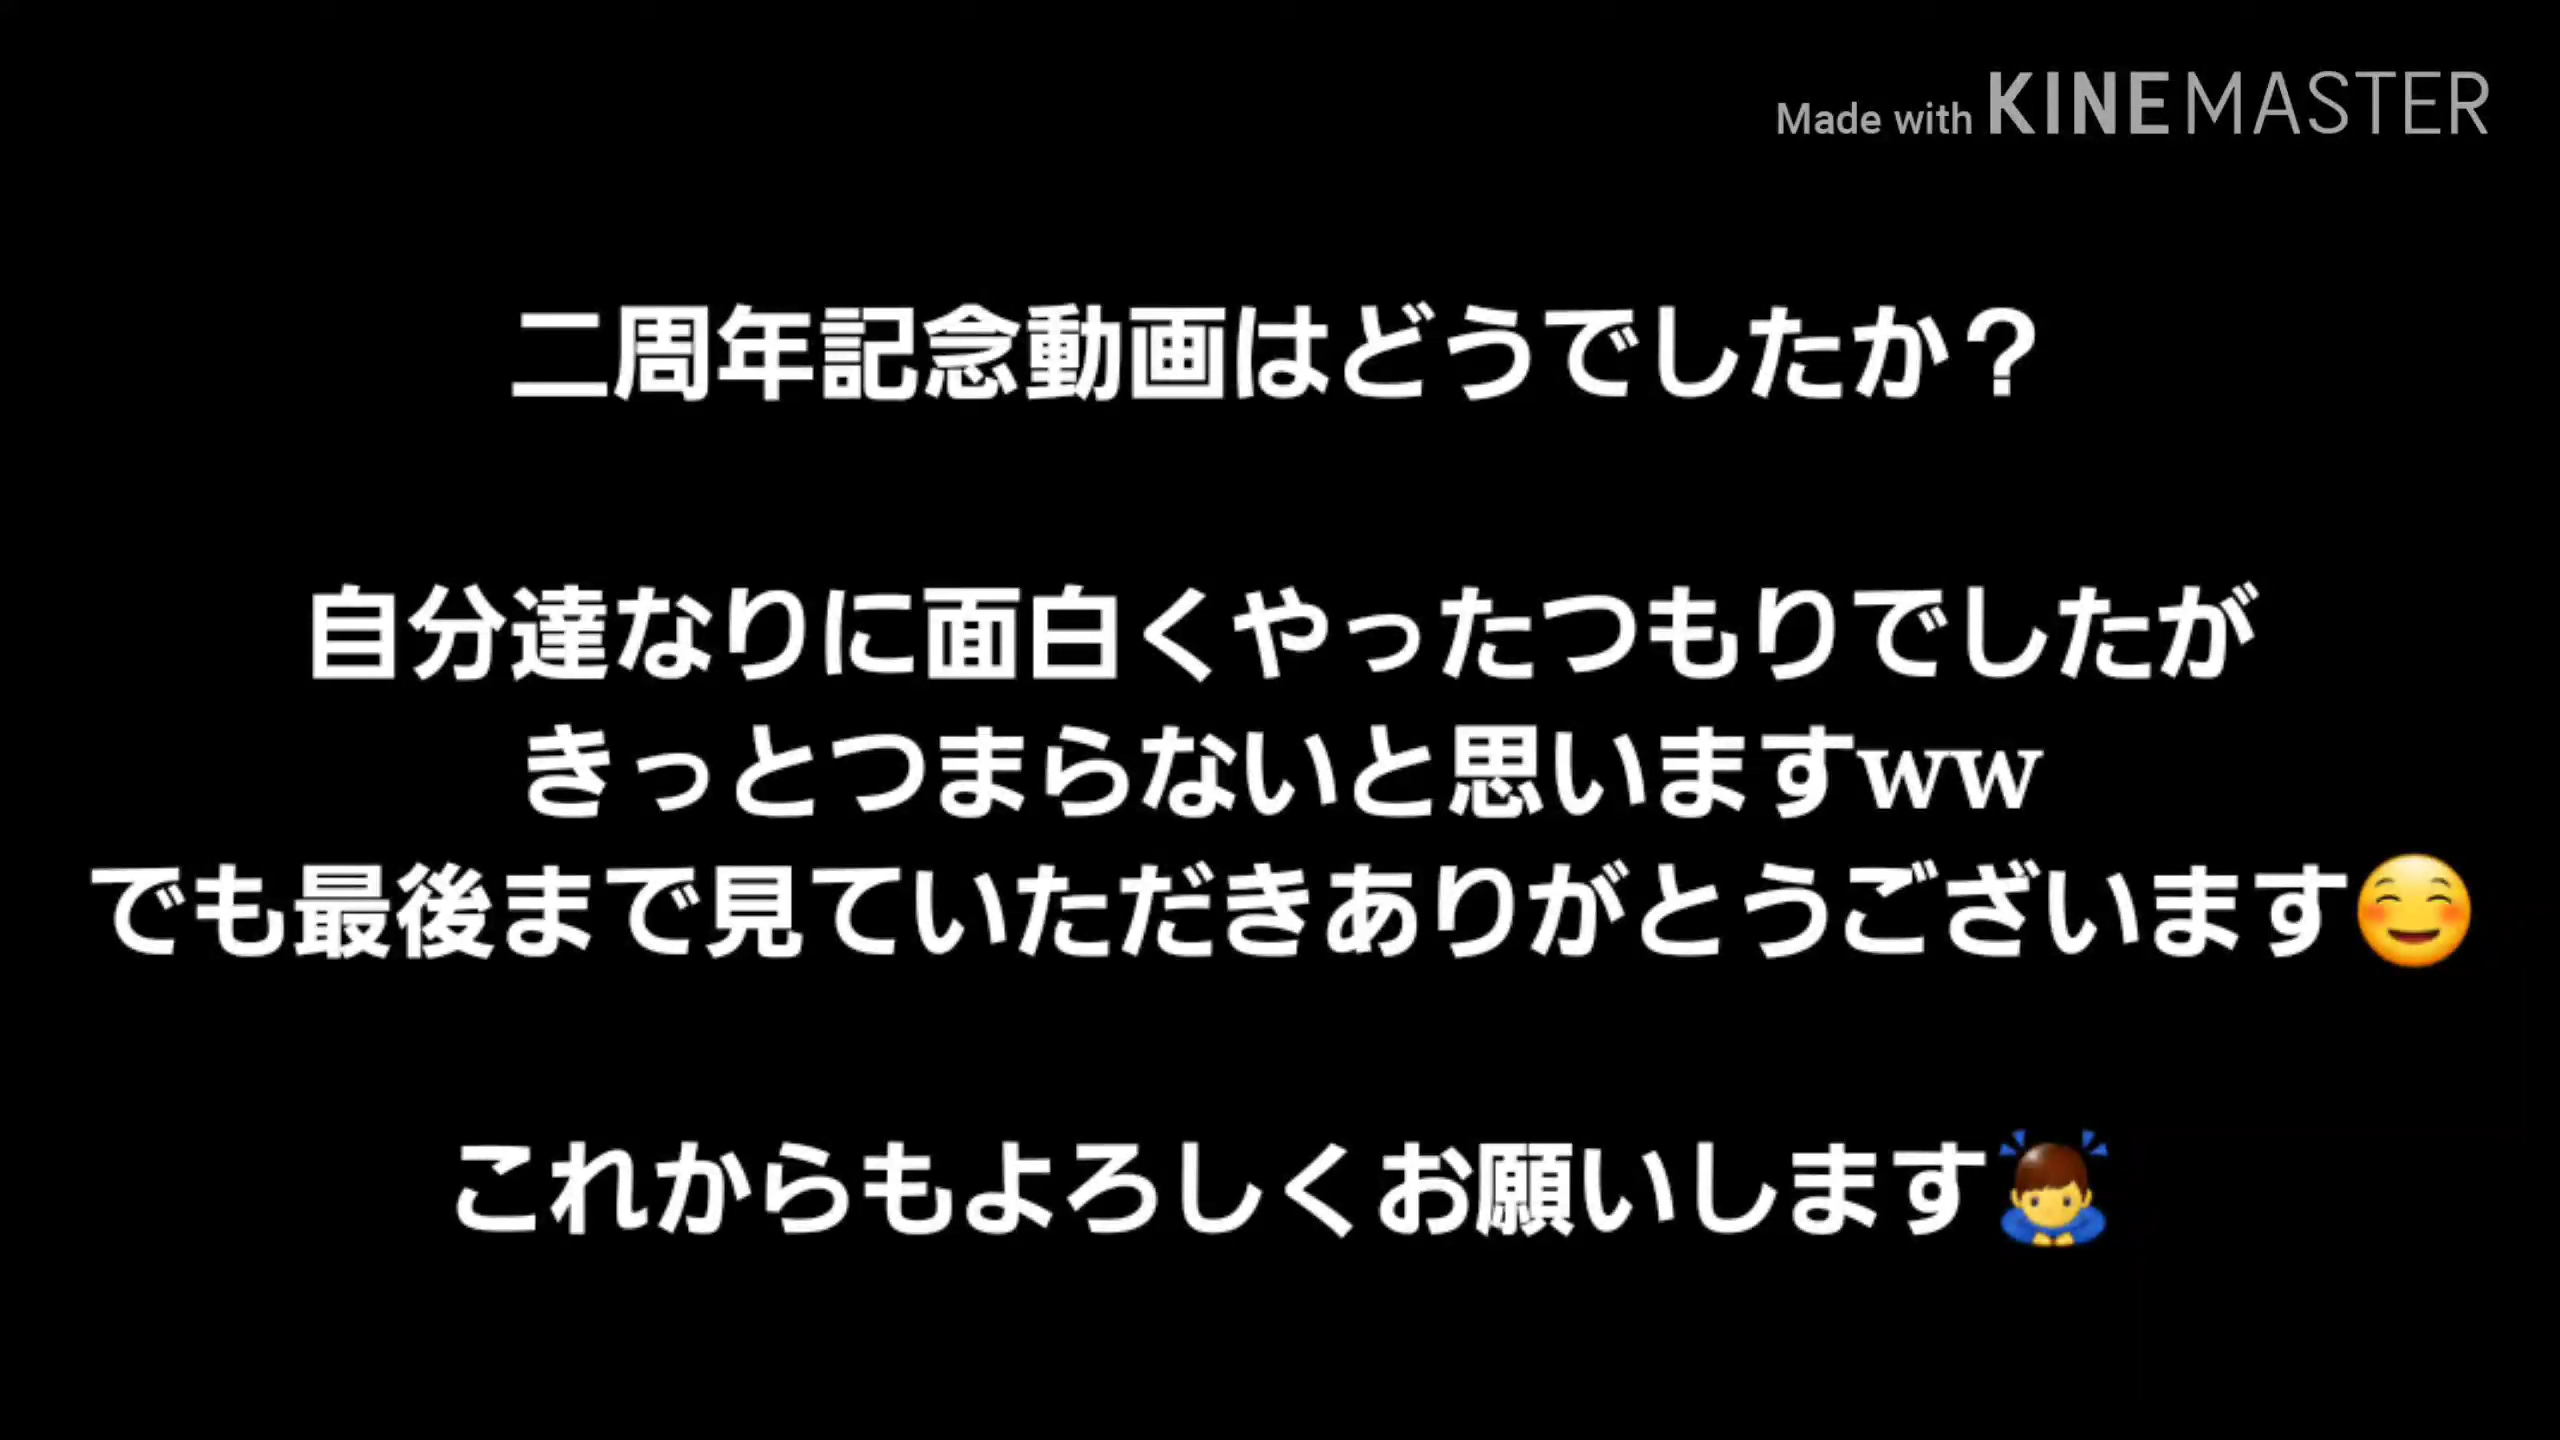 Made with KINEMASTER
二周年記念動画はどうでしたか？
自分達なりに面白くやったつもりでしたが
きっとつまらないと思いますww
でも最後まで見ていただきありがとうございます😊
これからもよろしくお願いします🙇‍♂️